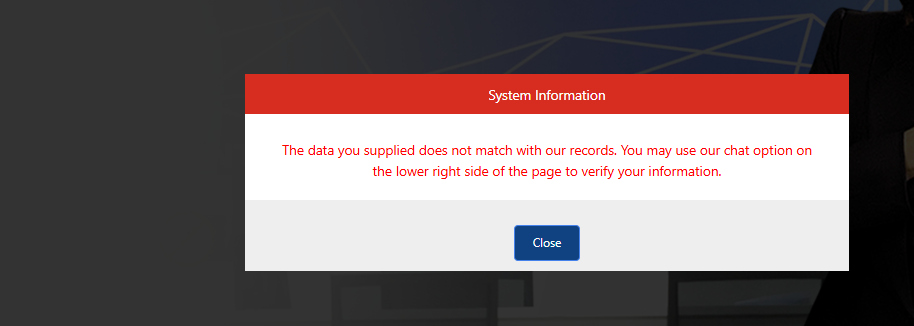 System Information
The data you supplied does not match with our records. You may use our chat option on
the lower right side of the page to verify your information.
Close